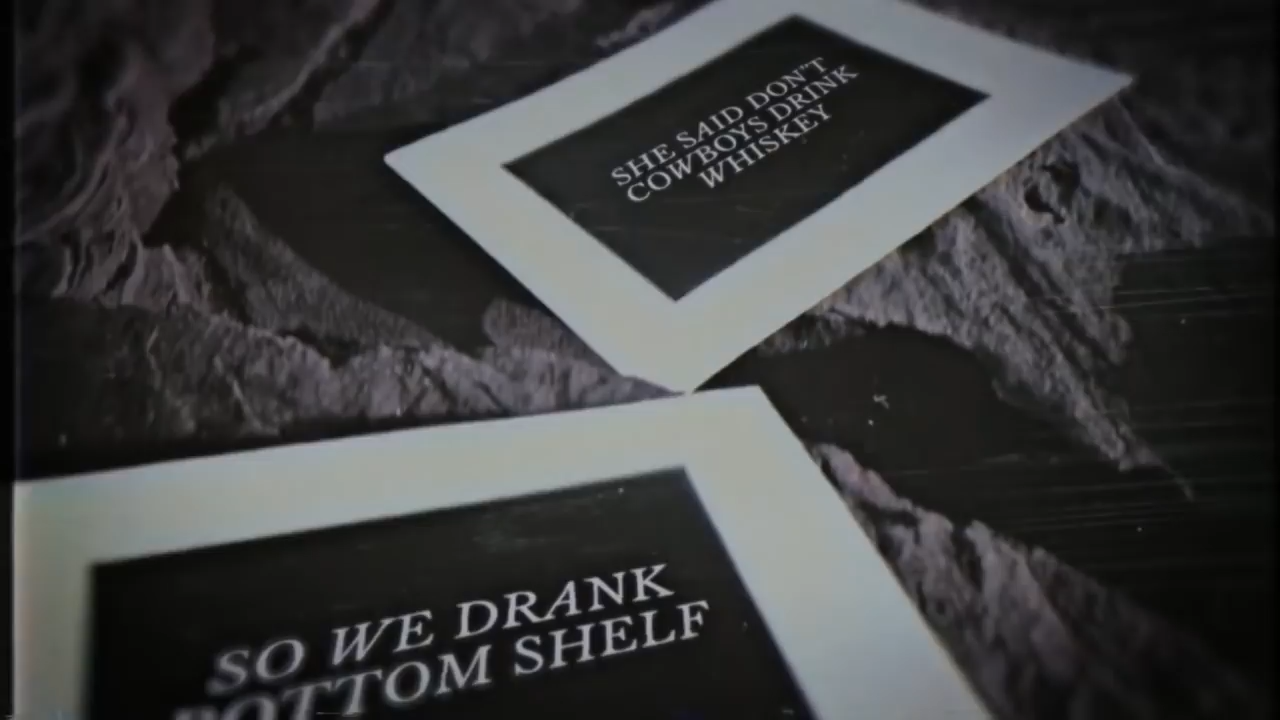 SHE SAID DON'T
COWBOYS DRINK
WHISKEY
SO WE DRANK
BOTTOM SHELF